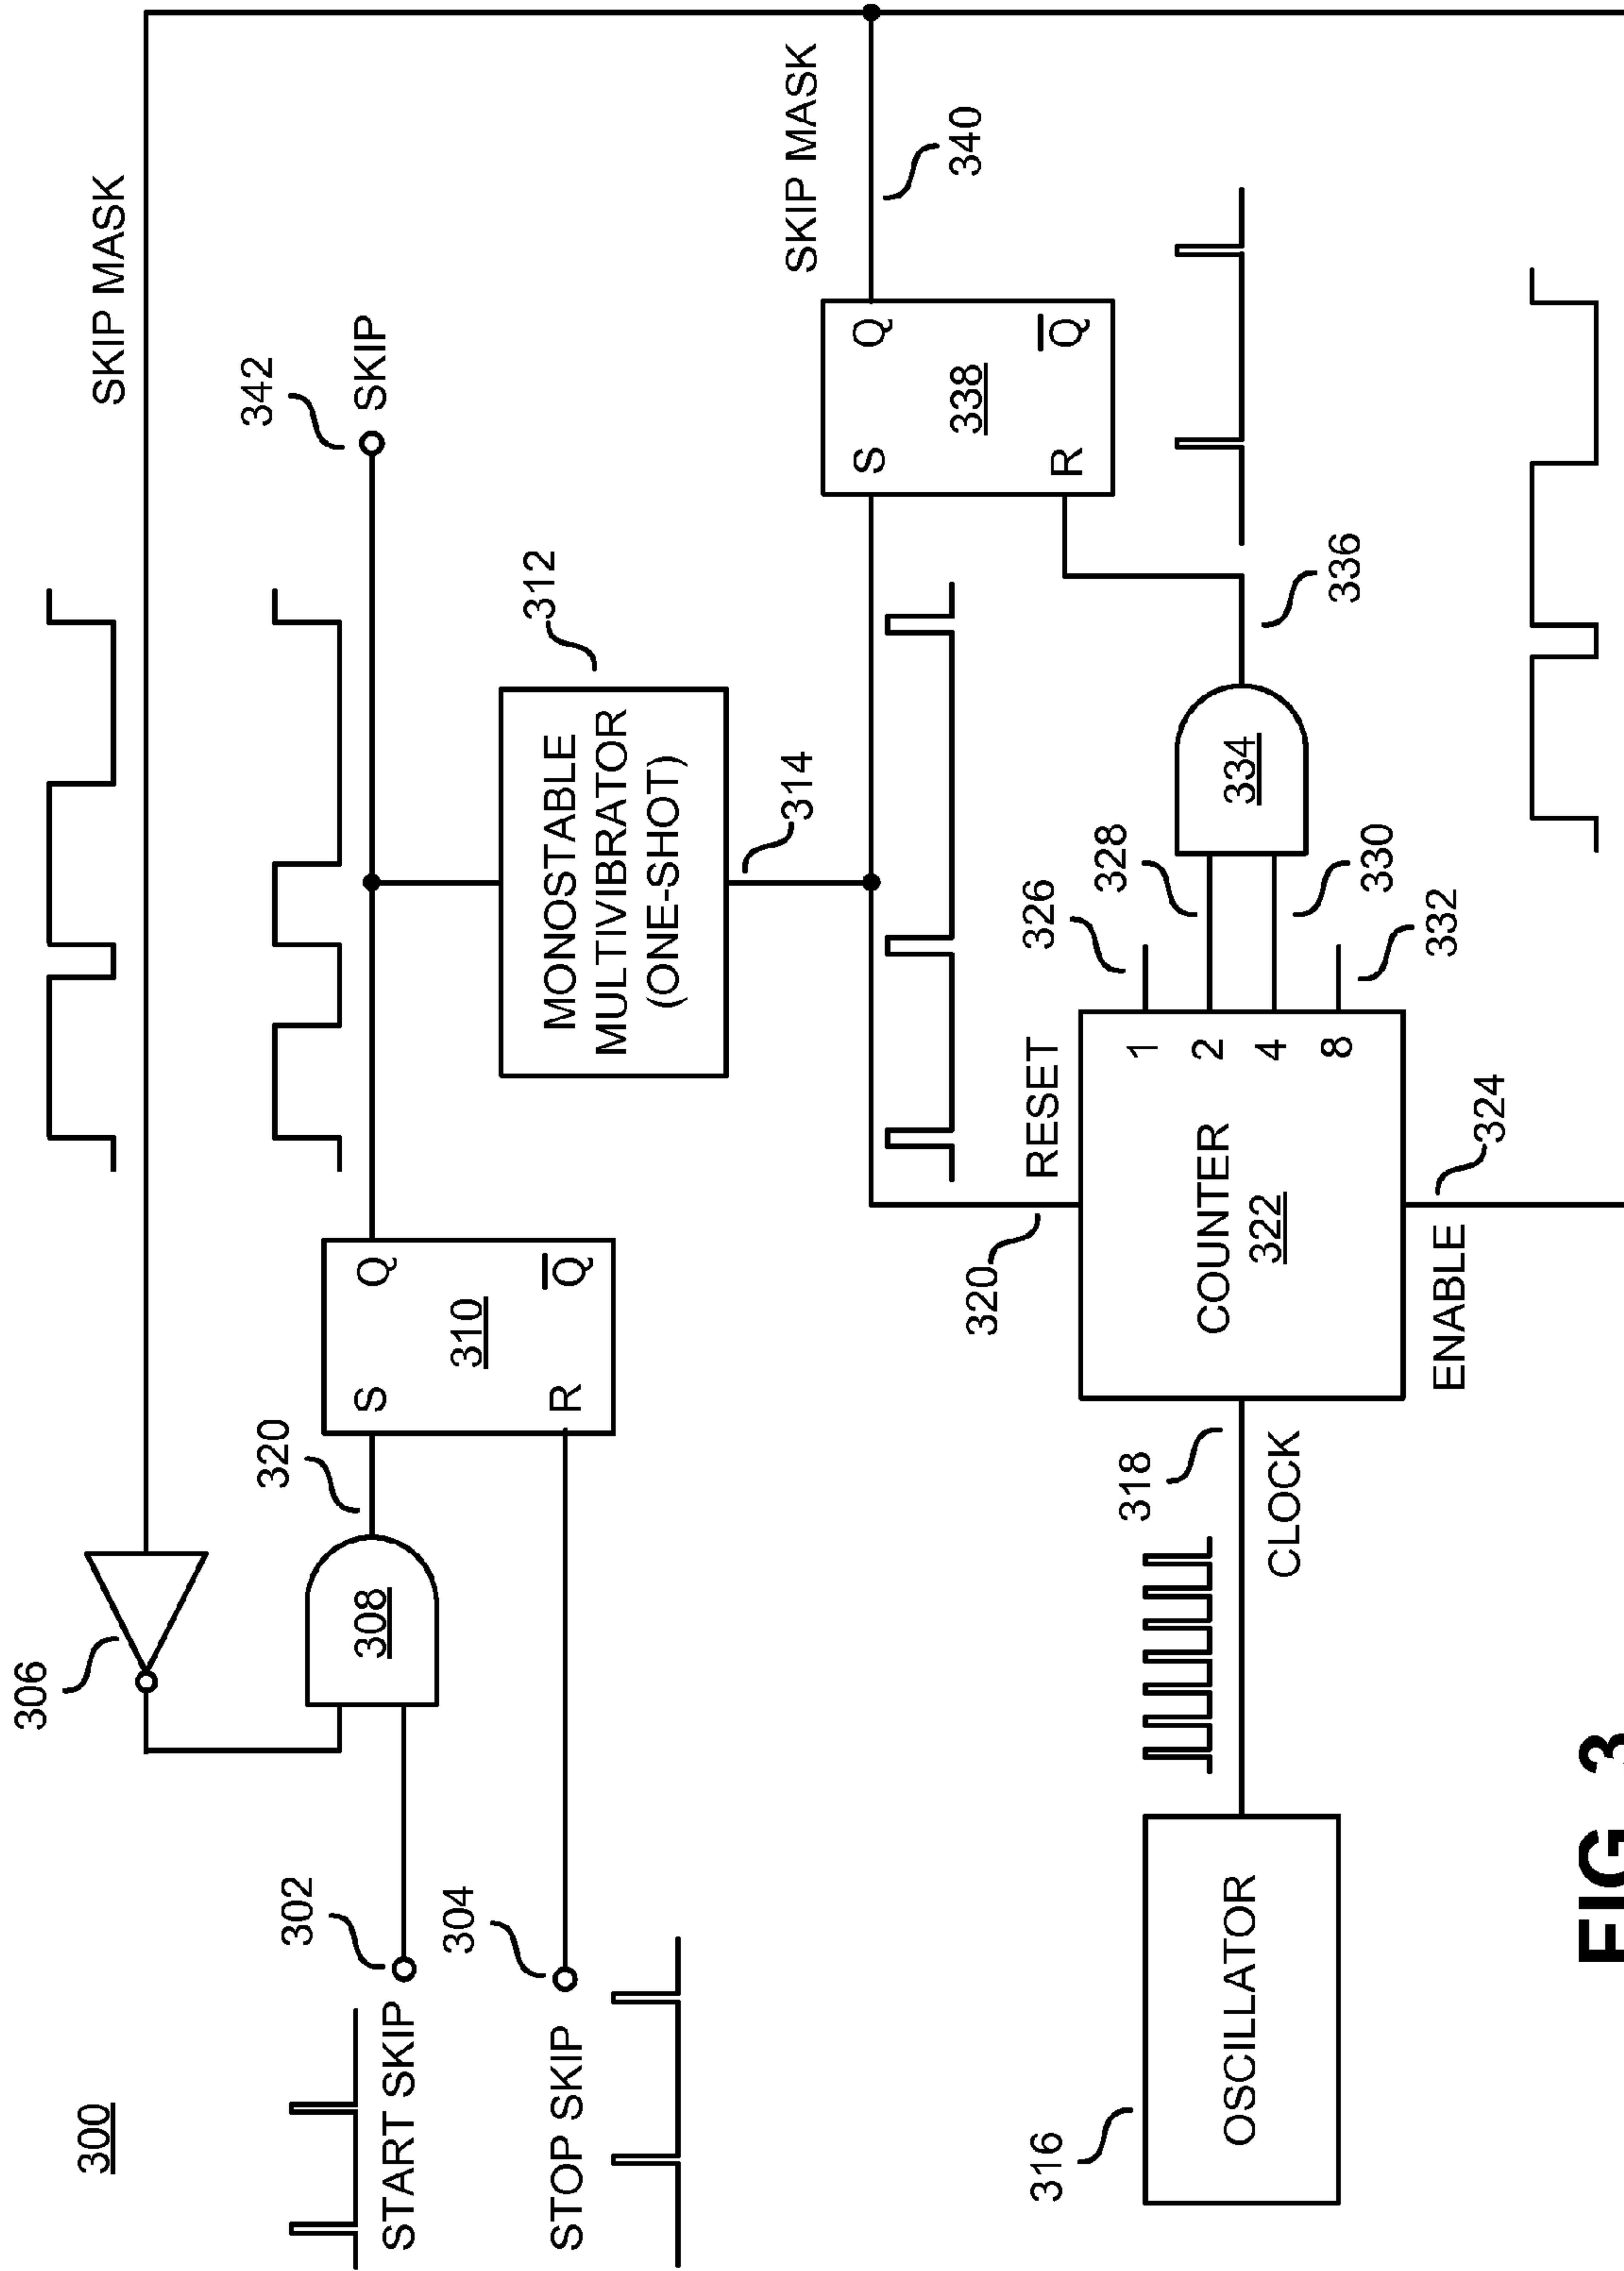 300
SKIP MASK
306
342
SKIP
302
START SKIP
308
320
S
Q
310
R
Q
304
STOP SKIP
312
MONOSTABLE
MULTIVIBRATOR
(ONE-SHOT)
314
SKIP MASK
340
S
Q
338
R
Q
320
RESET
326
328
1
2
4
8
COUNTER
322
334
336
330
332
318
CLOCK
316
OSCILLATOR
ENABLE
324
FIG. 3